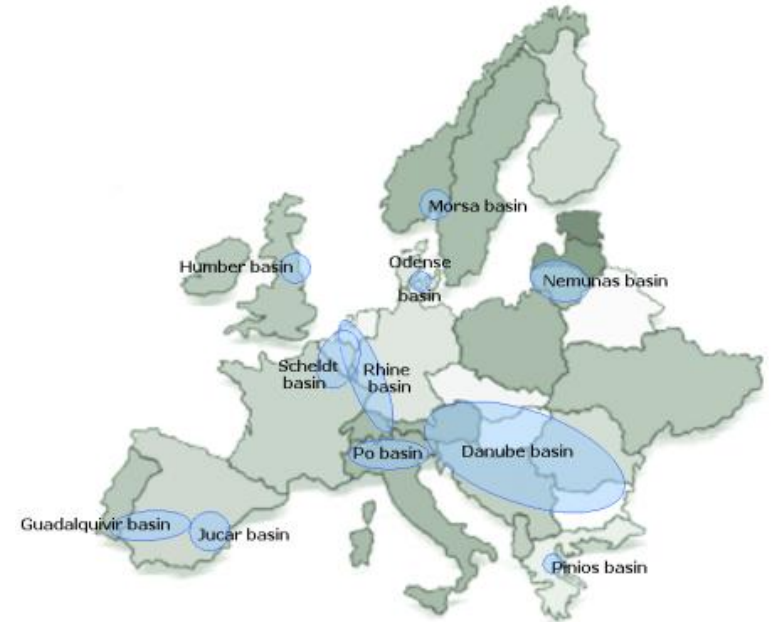 Morsa basin
Humber basin
Odense
basin
Nemunas basin
Scheldt
basin
Rhine
basin
Po basin
Danube basin
Guadalquivir basin
Jucar basin
Pinios basin